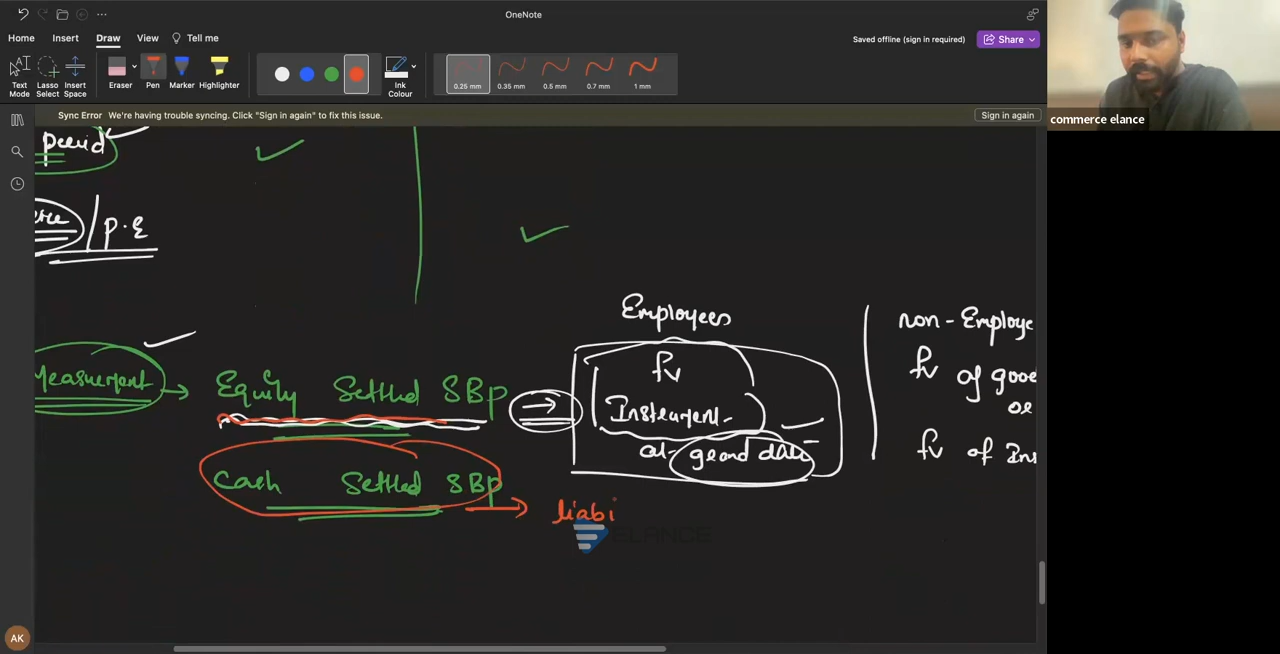 OneNote
Home Insert Draw View Tell me
Saved offline (sign in required)
Share
Text Mode
Lasso Select
Insert Space
Eraser
Pen
Marker
Highlighter
Ink Colour
0.25 mm
0.35 mm
0.5 mm
0.7 mm
1 mm
commerce elance
Sync Error We're having trouble syncing. Click "Sign in again" to fix this issue.
Sign in again
Period
/ P.E
Employees
non-Employe
fv
Instrument
at grand date
fv of good
or
fv of Ins
Measurement → Equity Settled SBP →
Cash Settled SBP → liabi
ELANCE
AK